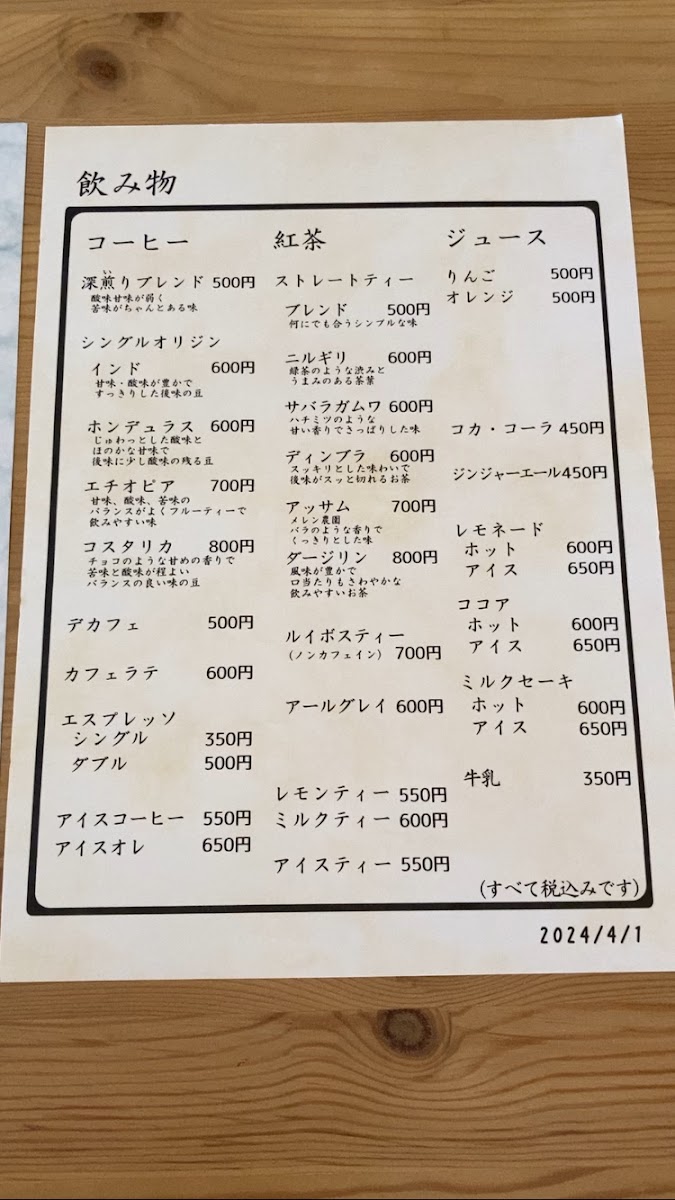 飲み物
コーヒー
い
深煎りブレンド 500円
酸味甘味が弱く
苦味がちゃんとある味
シングルオリジン
インド 600円
甘味・酸味が豊かで
すっきりした後味の豆
ホンデュラス 600円
じゅわっとした酸味と
ほのかな甘味で
後味に少し酸味の残る豆
エチオピア 700円
甘味、酸味、苦味の
バランスがよくフルーティーで
飲みやすい味
コスタリカ 800円
チョコのような甘めの香りで
苦味と酸味が程よい
バランスの良い味の豆
デカフェ 500円
カフェラテ 600円
エスプレッソ
シングル 350円
ダブル 500円
アイスコーヒー 550円
アイスオレ 650円
紅茶
ストレートティー
ブレンド 500円
何にでも合うシンプルな味
ニルギリ 600円
緑茶のような渋みと
うまみのある茶葉
サバラガムワ 600円
ハチミツのような
甘い香りでさっぱりした味
ディンブラ 600円
スッキリとした味わいで
後味がスッと切れるお茶
アッサム 700円
メレン農園
バラのような香りで
くっきりとした味
ダージリン 800円
風味が豊かで
口当たりもさわやかな
飲みやすいお茶
ルイボスティー
(ノンカフェイン) 700円
アールグレイ 600円
レモンティー 550円
ミルクティー 600円
アイスティー 550円
ジュース
りんご 500円
オレンジ 500円
コカ・コーラ 450円
ジンジャーエール 450円
レモネード
ホット 600円
アイス 650円
ココア
ホット 600円
アイス 650円
ミルクセーキ
ホット 600円
アイス 650円
牛乳 350円
(すべて税込みです)
2024/4/1